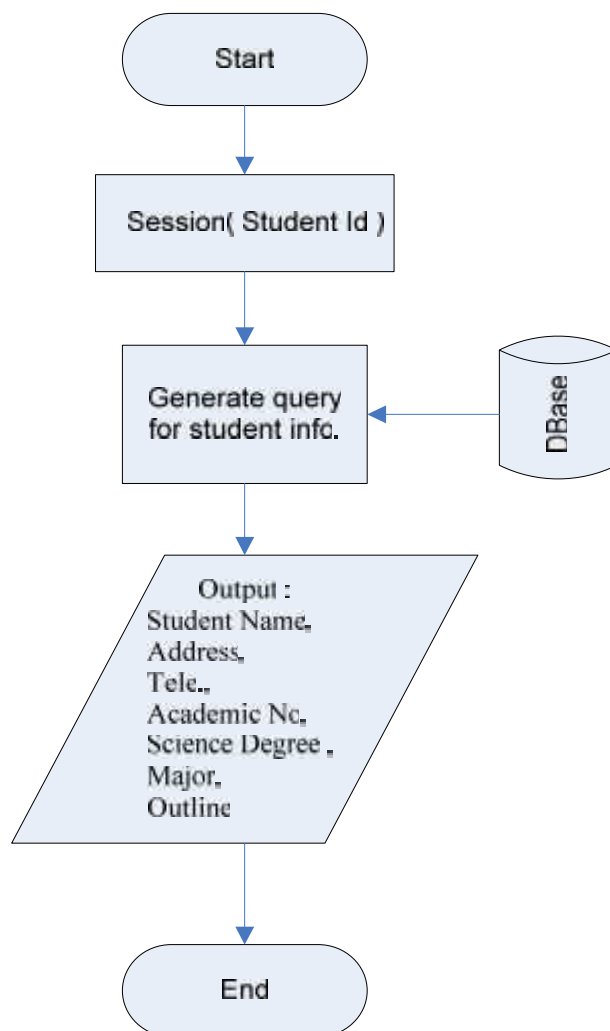 Start
Session( Student Id )
Generate query
for student info.
DBase
Output :
Student Name,
Address,
Tele.,
Academic No,
Science Degree ,
Major,
Outline
End